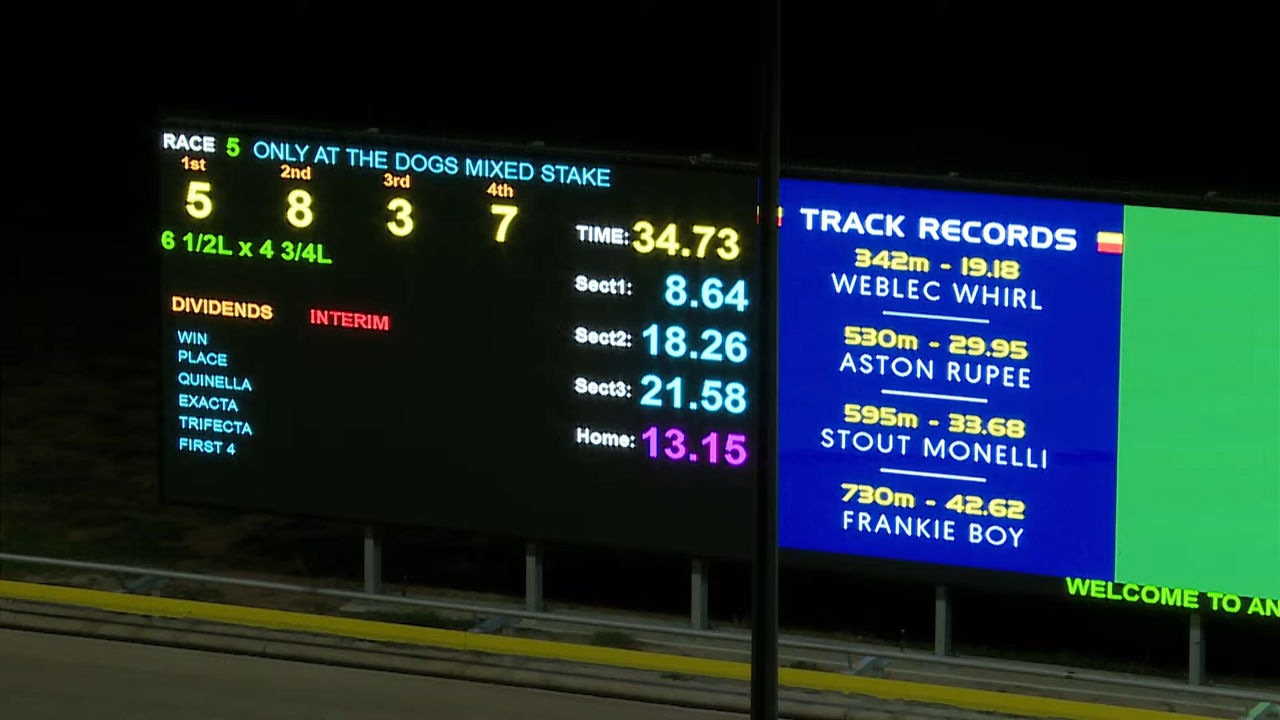 RACE 5 ONLY AT THE DOGS MIXED STAKE
1st 2nd 3rd 4th
5 8 3 7
6 1/2L x 4 3/4L
DIVIDENDS INTERIM
WIN
PLACE
QUINELLA
EXACTA
TRIFECTA
FIRST 4
TIME: 34.73
Sect1: 8.64
Sect2: 18.26
Sect3: 21.58
Home: 13.15
TRACK RECORDS
342m - 19.18
WEBLEC WHIRL
530m - 29.95
ASTON RUPEE
595m - 33.68
STOUT MONELLI
730m - 42.62
FRANKIE BOY
WELCOME TO AN